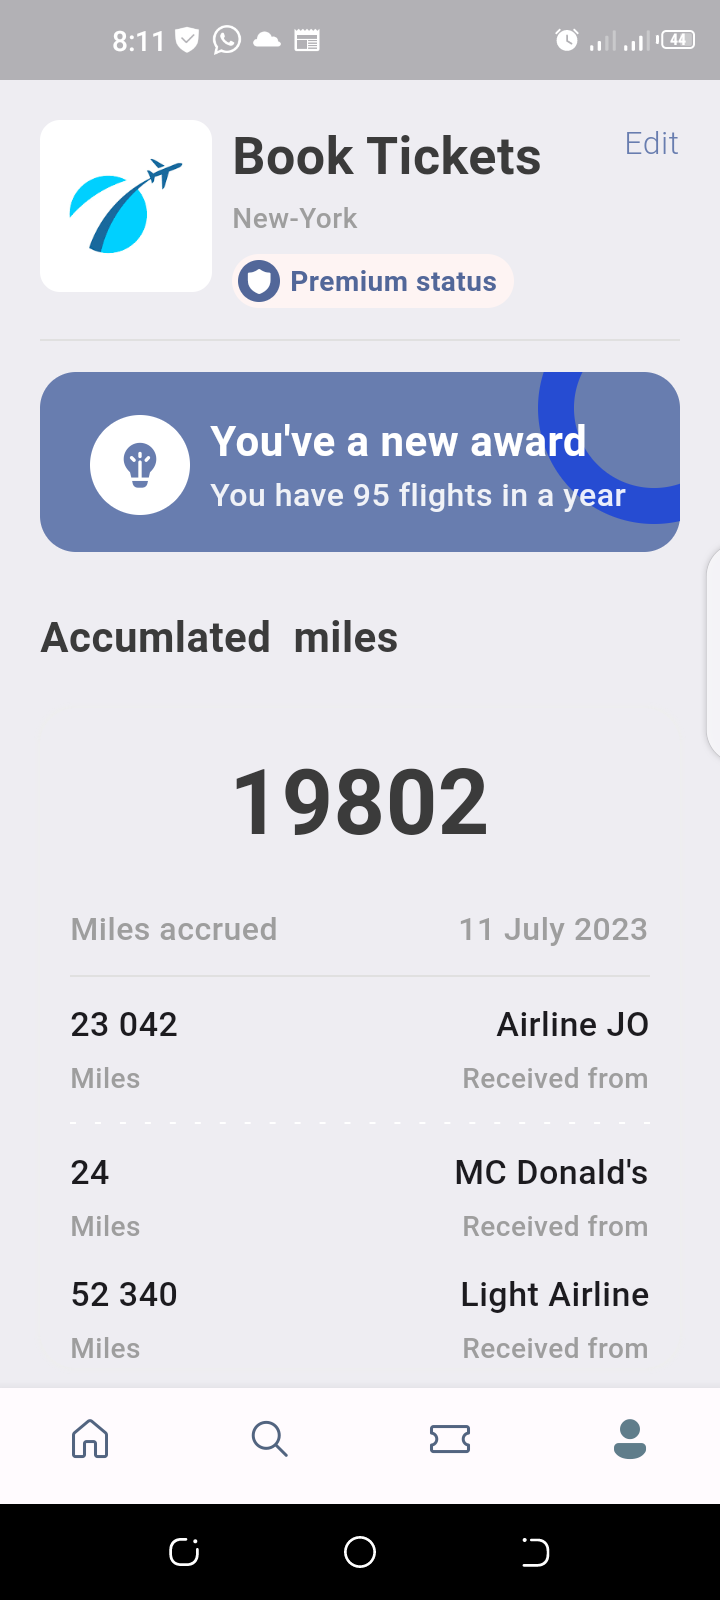 8:11
44
Book Tickets
Edit
New-York
Premium status
You've a new award
You have 95 flights in a year
Accumlated  miles
19802
Miles accrued 11 July 2023
23 042 Airline JO
Miles Received from
24 MC Donald's
Miles Received from
52 340 Light Airline
Miles Received from